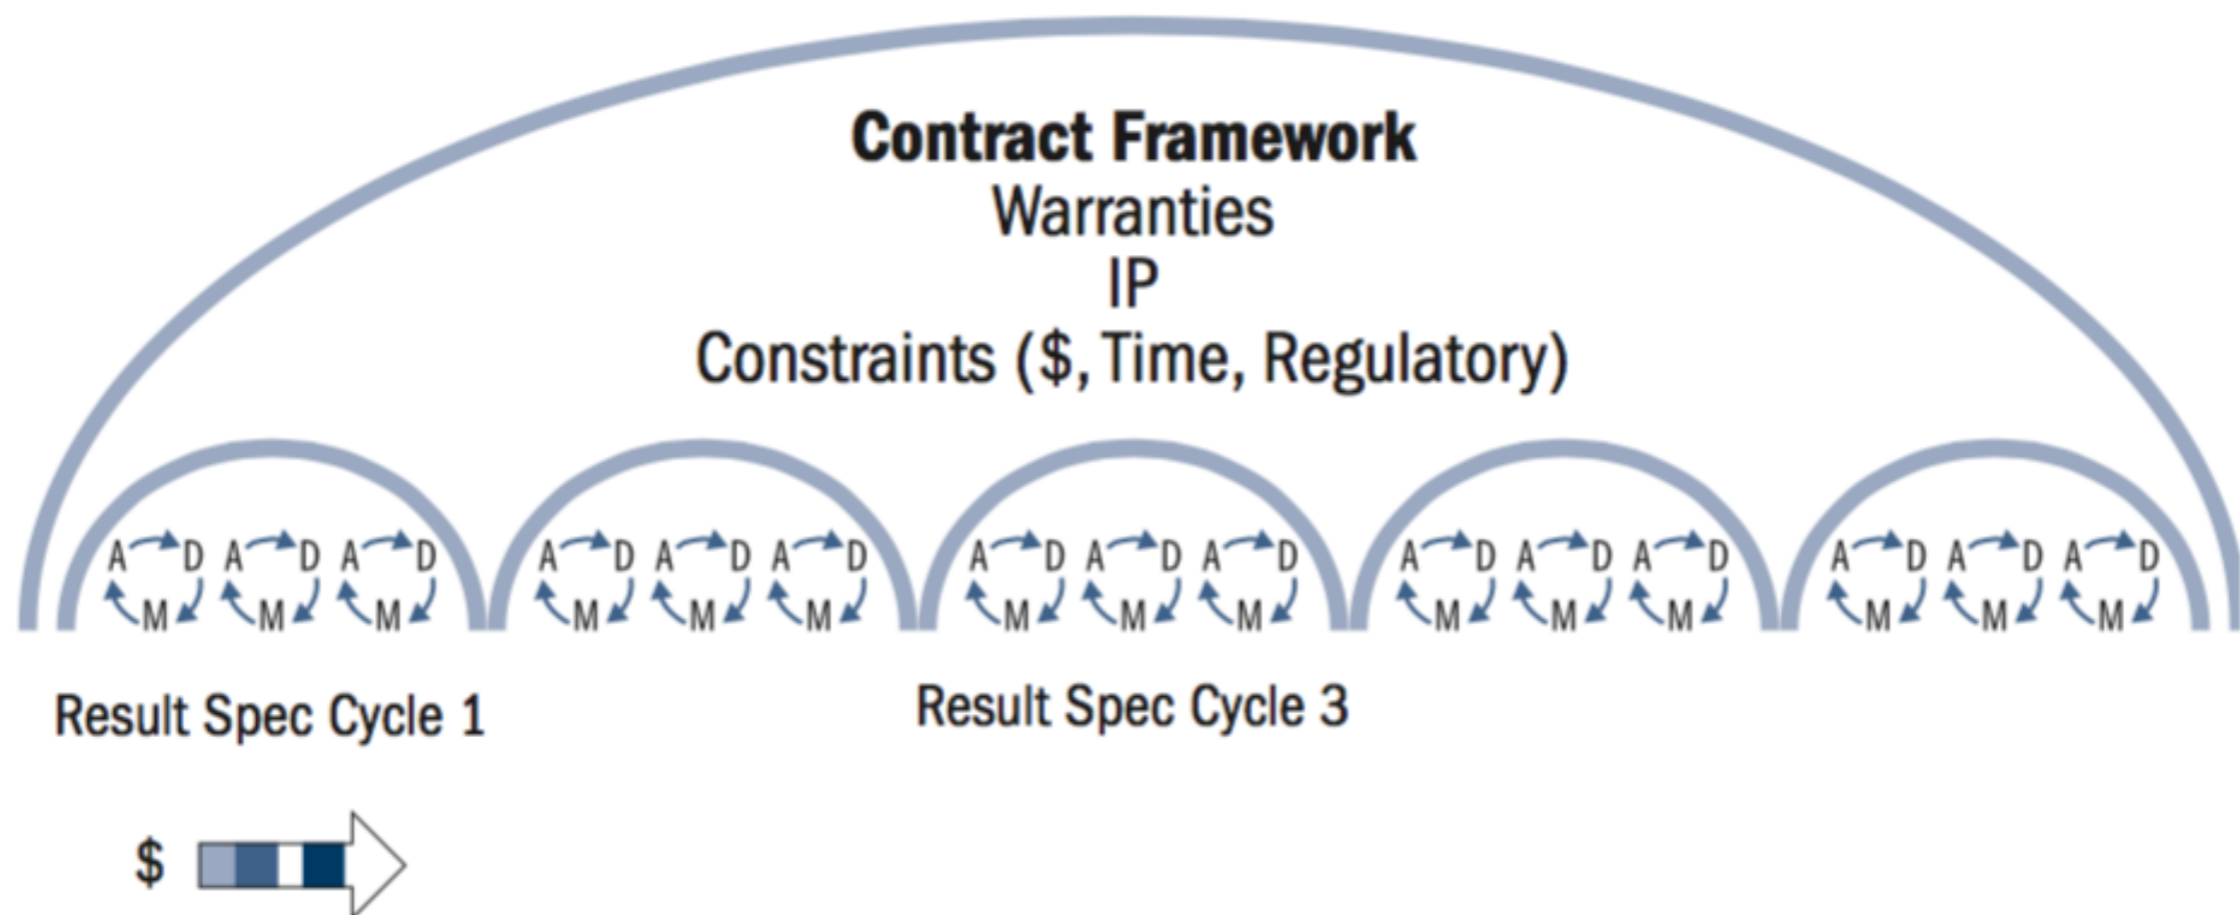 Contract Framework
Warranties
IP
Constraints ($, Time, Regulatory)
A D A D A D A D A D A D A D A D A D A D A D A D A D A D A D
M M M M M M M M M M M M M M M
Result Spec Cycle 1 Result Spec Cycle 3
$